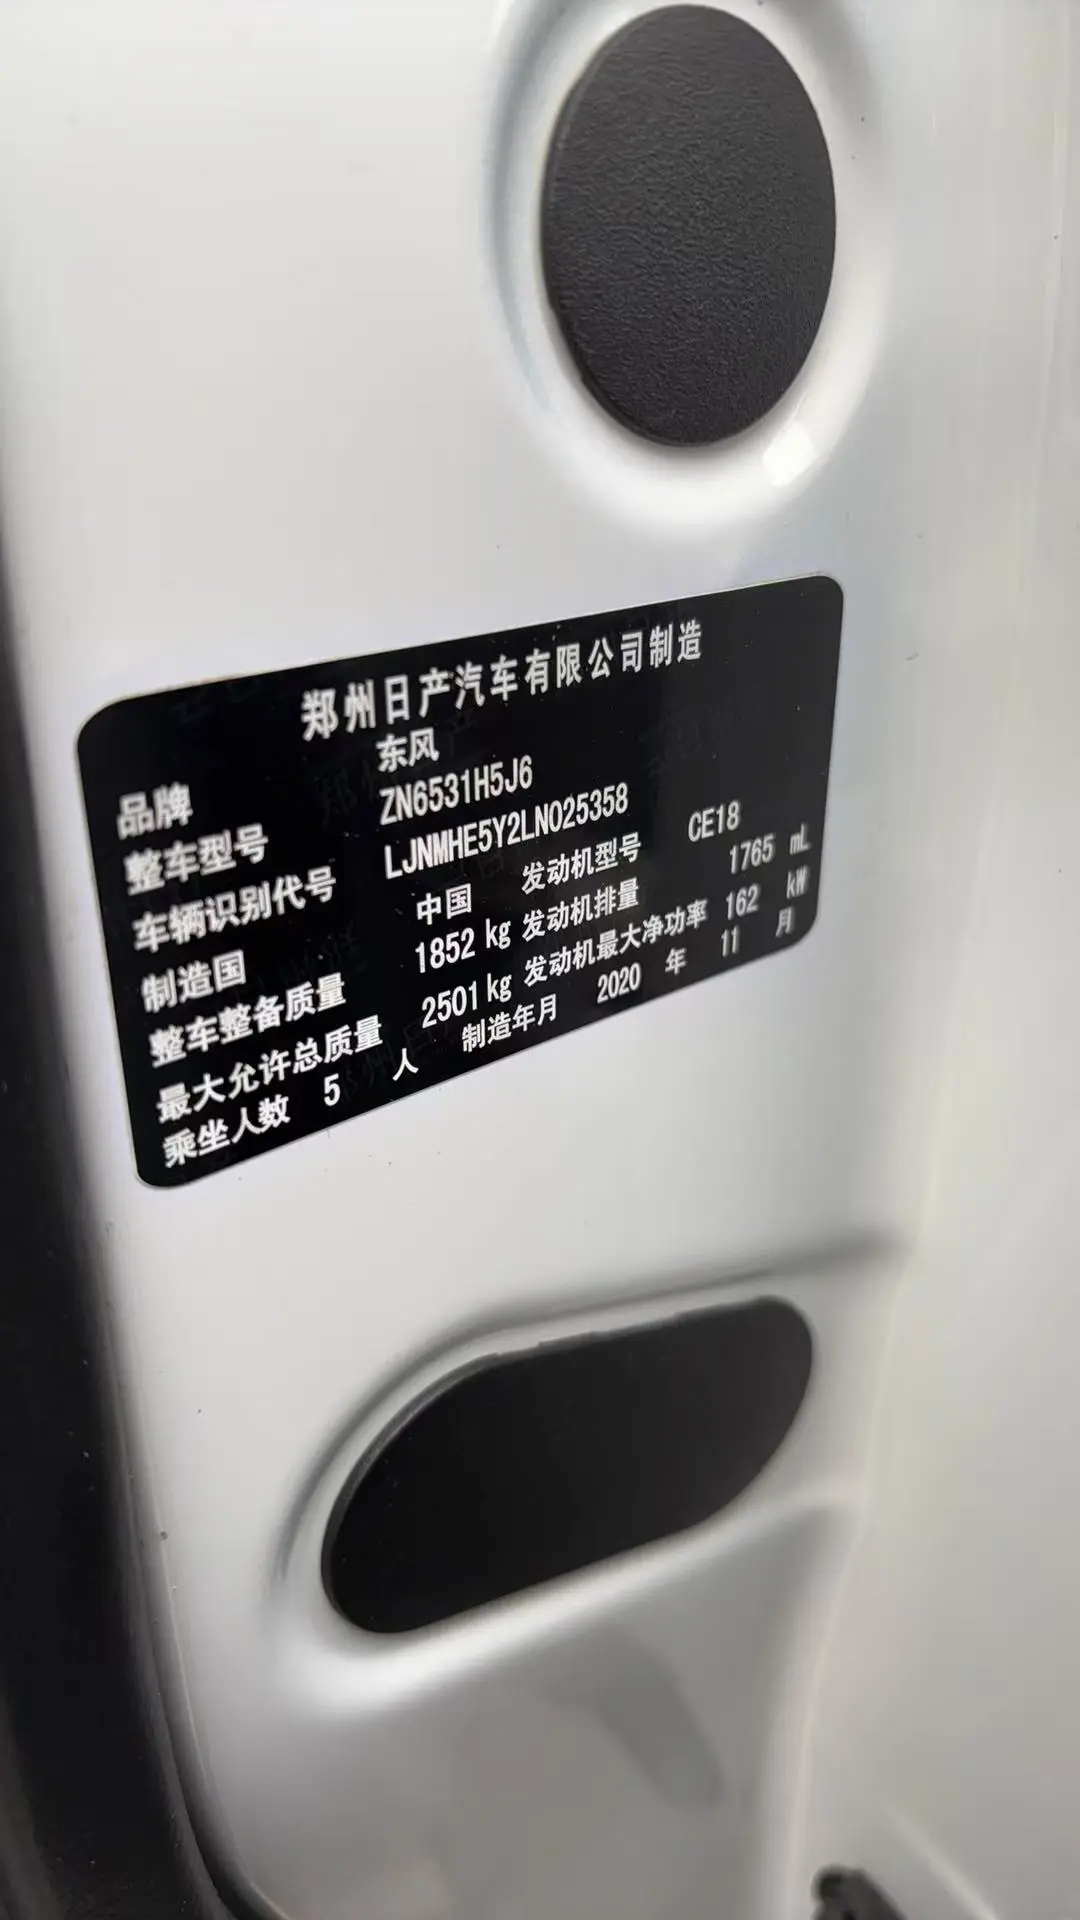 郑州日产汽车有限公司制造
品牌 东风
整车型号 ZN6531H5J6
车辆识别代号 LJNMHE5Y2LN025358
制造国 中国 发动机型号 CE18
整车整备质量 1852 kg 发动机排量 1765 mL
最大允许总质量 2501 kg 发动机最大净功率 162 kW
乘坐人数 5 人 制造年月 2020 年 11 月